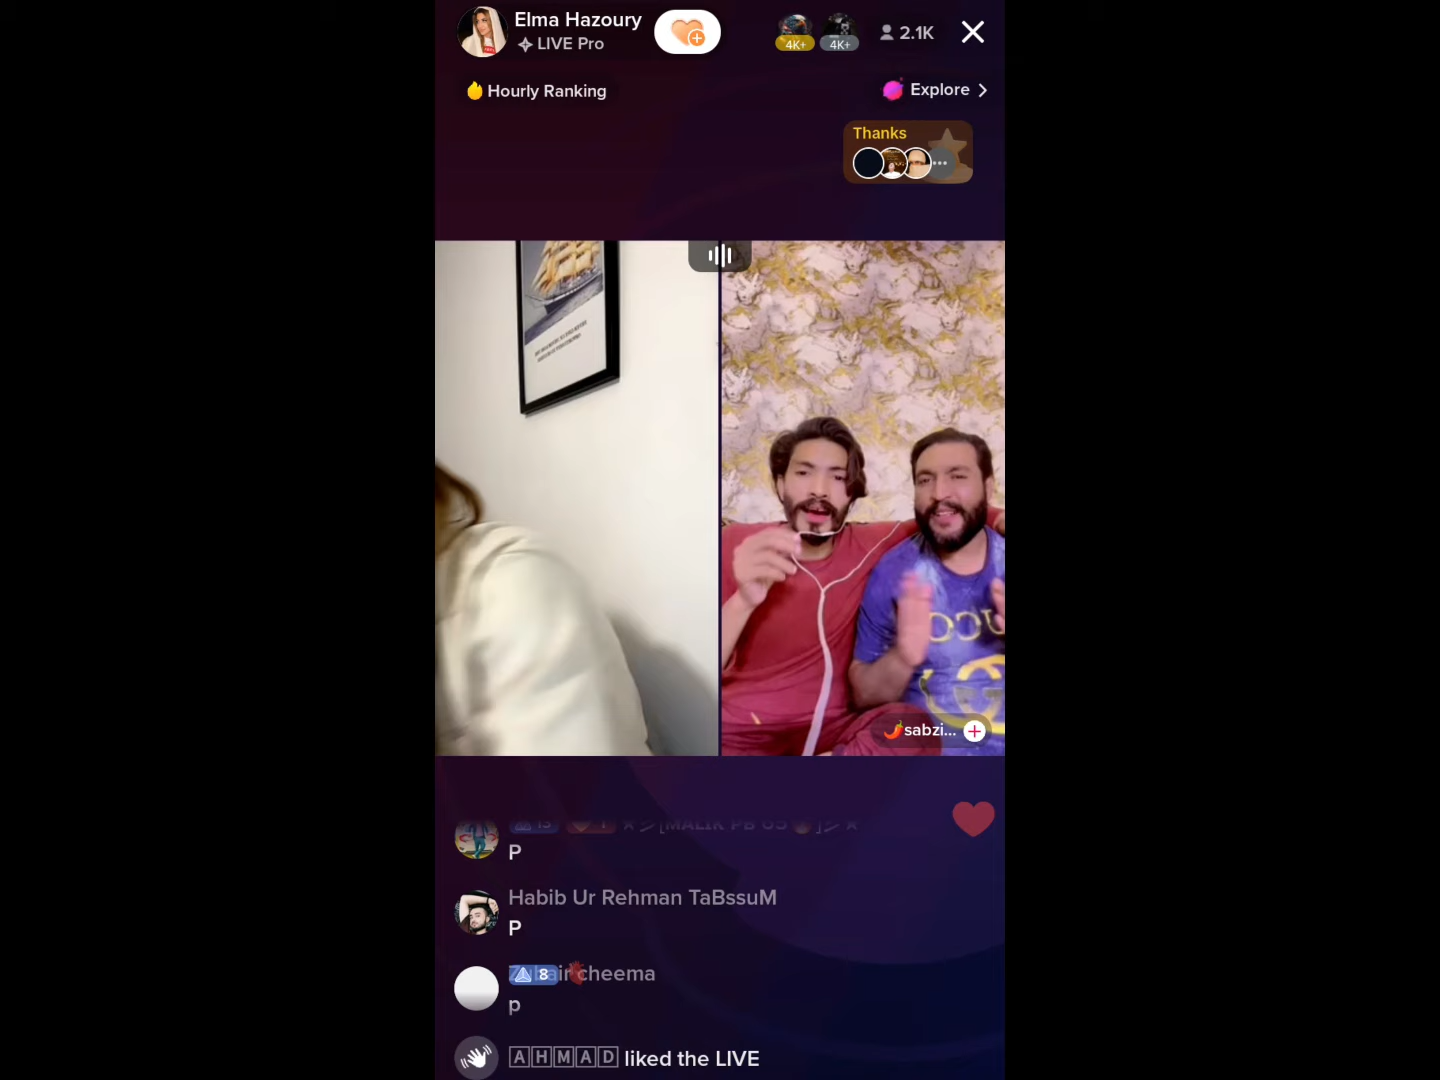 Elma Hazoury
LIVE Pro
4K+
4K+
2.1K
Hourly Ranking
Explore
Thanks
sabzi...
P
Habib Ur Rehman TaBssuM
P
8
cheema
p
AHMAD liked the LIVE